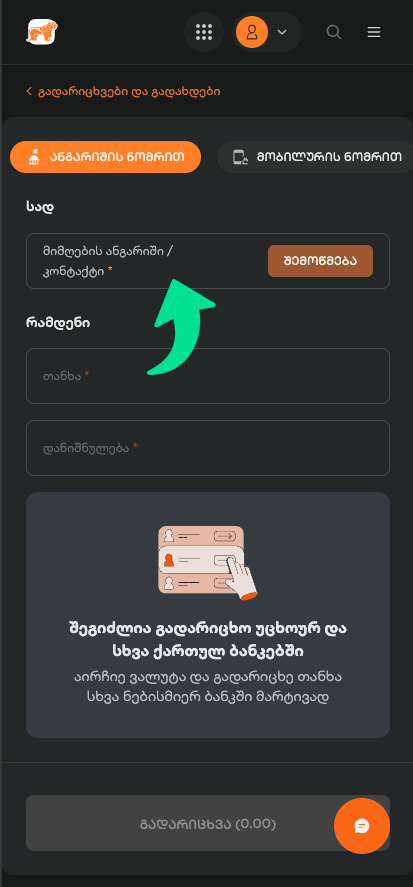 გადარიცხვები და გადახდები
ანგარიშის ნომრით
მობილურის ნომრით
სად
მიმღების ანგარიში /
კონტაქტი *
შემოწმება
რამდენი
თანხა *
დანიშნულება *
შეგიძლია გადარიცხო უცხოურ და
სხვა ქართულ ბანკებში
აირჩიე ვალუტა და გადარიცხე თანხა
სხვა ნებისმიერ ბანკში მარტივად
გადარიცხვა (0.00)